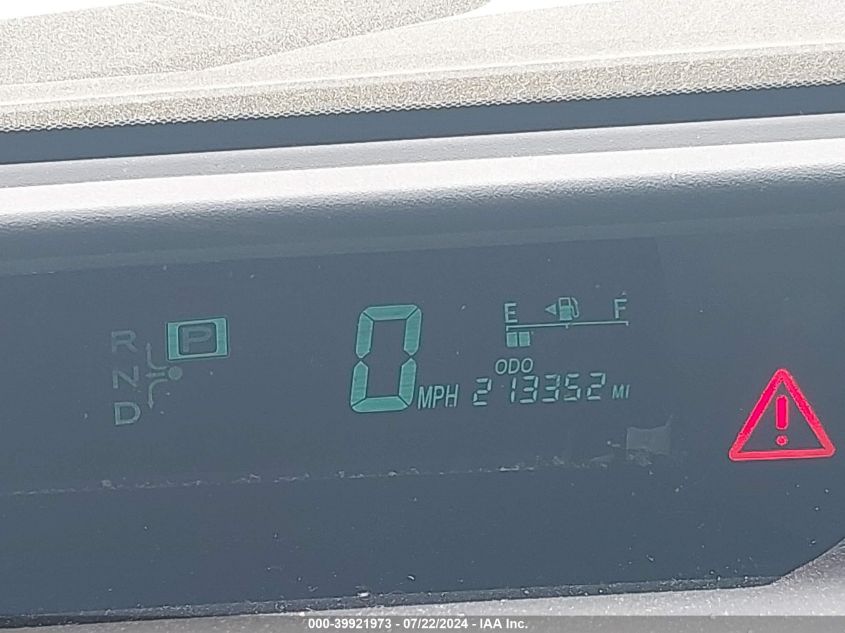 E F
R P
N
D
0 MPH
ODO
213352 MI
000-39921973 - 07/22/2024 - IAA Inc.